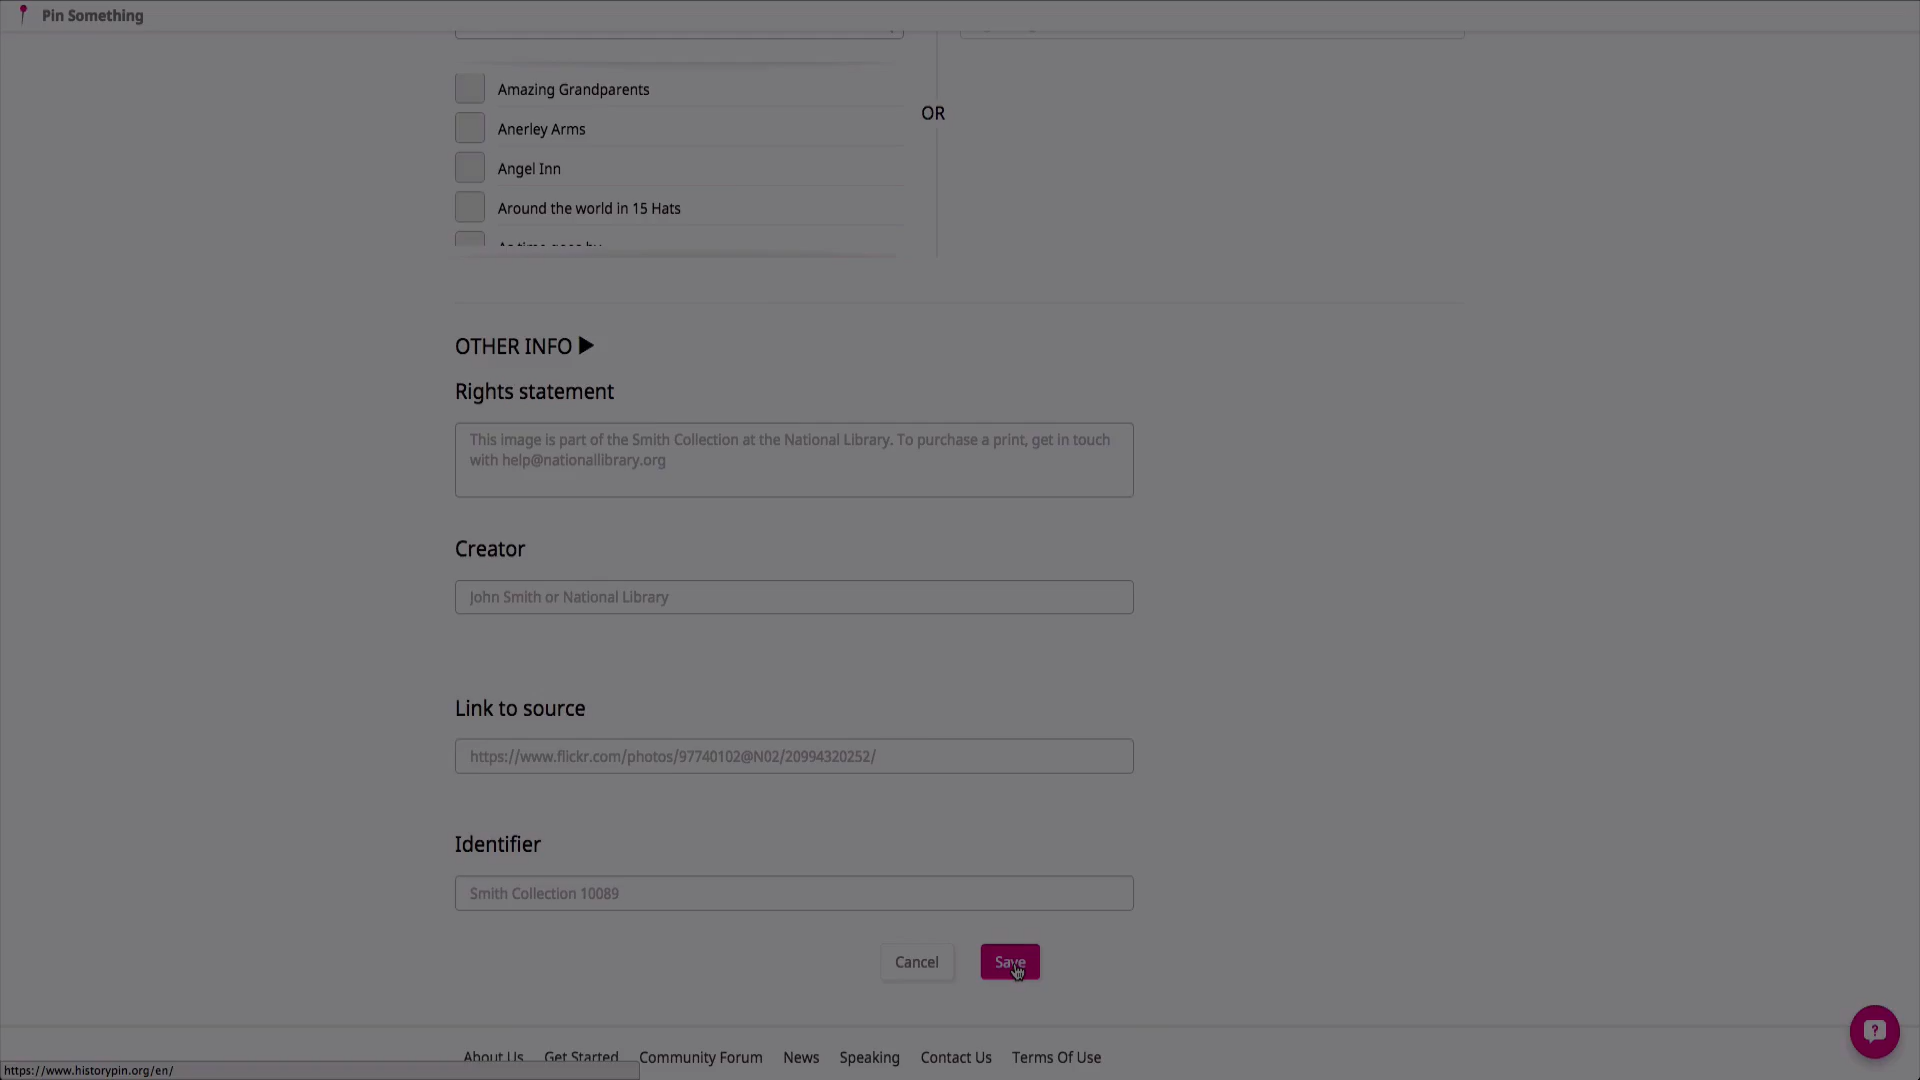 Pin Something
Amazing Grandparents
OR
Anerley Arms
Angel Inn
Around the world in 15 Hats
OTHER INFO ▶
Rights statement
This image is part of the Smith Collection at the National Library. To purchase a print, get in touch
with help@nationallibrary.org
Creator
John Smith or National Library
Link to source
https://www.flickr.com/photos/97740102@N02/20994320252/
Identifier
Smith Collection 10089
Cancel Save
About Us Get Started Community Forum News Speaking Contact Us Terms Of Use
https://www.historypin.org/en/